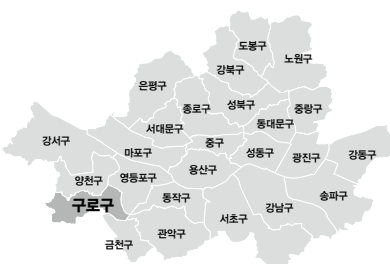 도봉구
노원구
강북구
은평구
종로구
성북구
중랑구
서대문구
동대문구
강서구
마포구
중구
성동구
광진구
강동구
양천구
영등포구
용산구
구로구
동작구
강남구
송파구
서초구
관악구
금천구